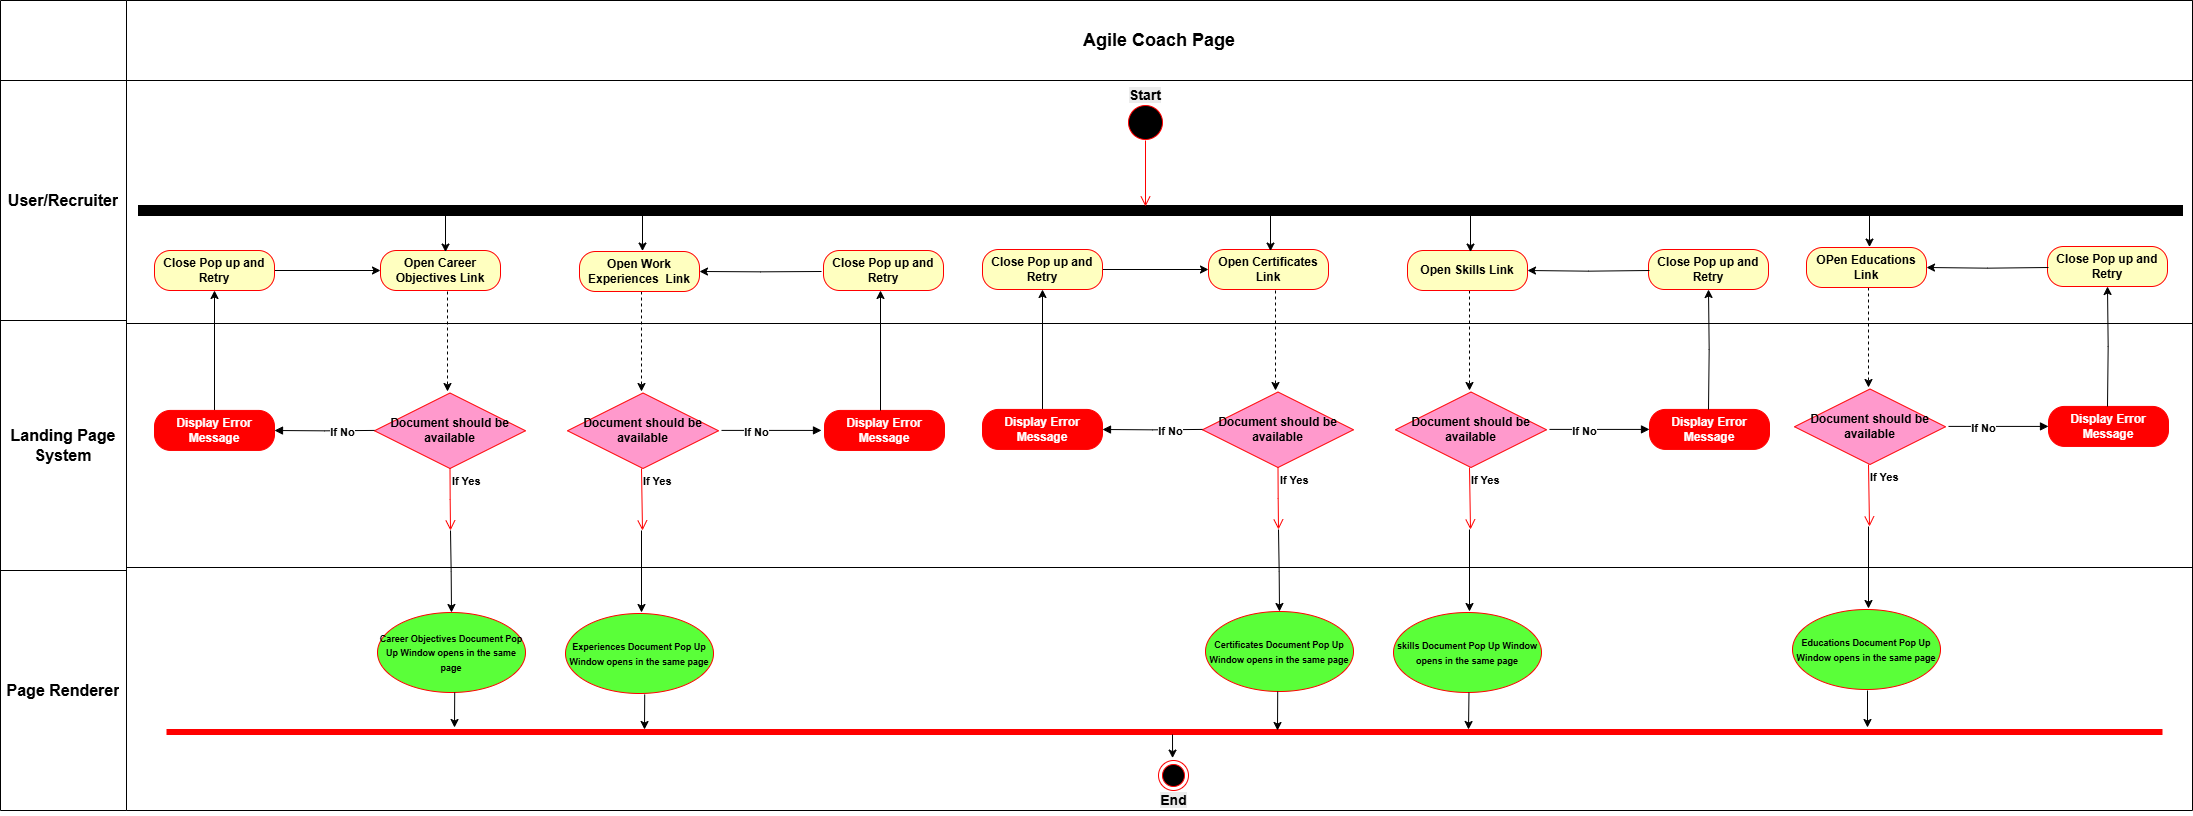 Agile Coach Page
Start
User/Recruiter
Close Pop up and
Retry
Open Career
Objectives Link
Open Work
Experiences  Link
Close Pop up and
Retry
Close Pop up and
Retry
Open Certificates
Link
Open Skills Link
Close Pop up and
Retry
OPen Educations
Link
Close Pop up and
Retry
Landing Page
System
Display Error
Message
If No
Document should be
available
If Yes
Document should be
available
If Yes
If No
Display Error
Message
Display Error
Message
If No
Document should be
available
If Yes
Document should be
available
If Yes
If No
Display Error
Message
Document should be
available
If Yes
If No
Display Error
Message
Page Renderer
Career Objectives Document Pop
Up Window opens in the same
page
Experiences Document Pop Up
Window opens in the same page
Certificates Document Pop Up
Window opens in the same page
skills Document Pop Up Window
opens in the same page
Educations Document Pop Up
Window opens in the same page
End